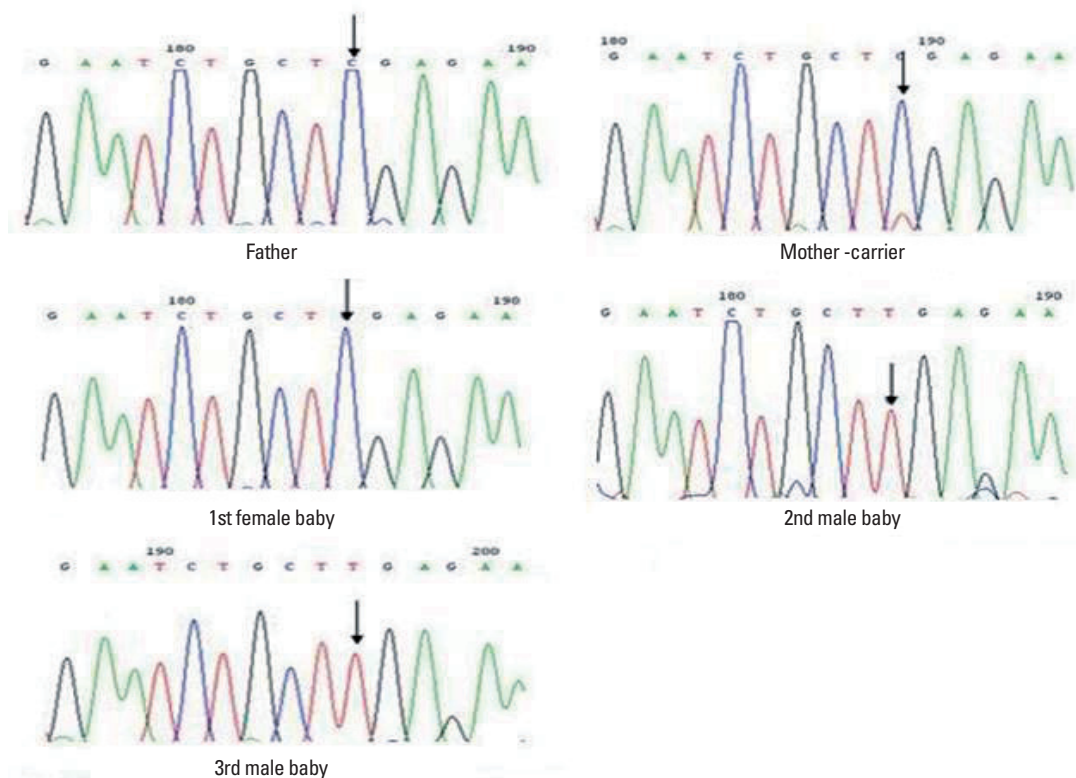 180 190
G A A T C T G C T C G A G A A
Father
180 190
G A A T C T G C T C G A G A A
Mother -carrier
180 190
G A A T C T G C T G A G A A
1st female baby
180 190
G A A T C T G C T T G A G A A
2nd male baby
190 200
G A A T C T G C T T G A G A A
3rd male baby